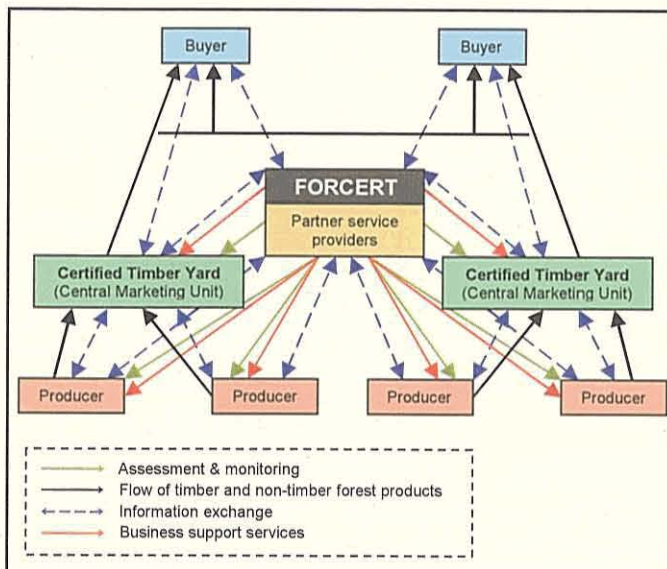 Buyer
Buyer
FORCERT
Partner service
providers
Certified Timber Yard
(Central Marketing Unit)
Certified Timber Yard
(Central Marketing Unit)
Producer
Producer
Producer
Producer
Assessment & monitoring
Flow of timber and non-timber forest products
Information exchange
Business support services